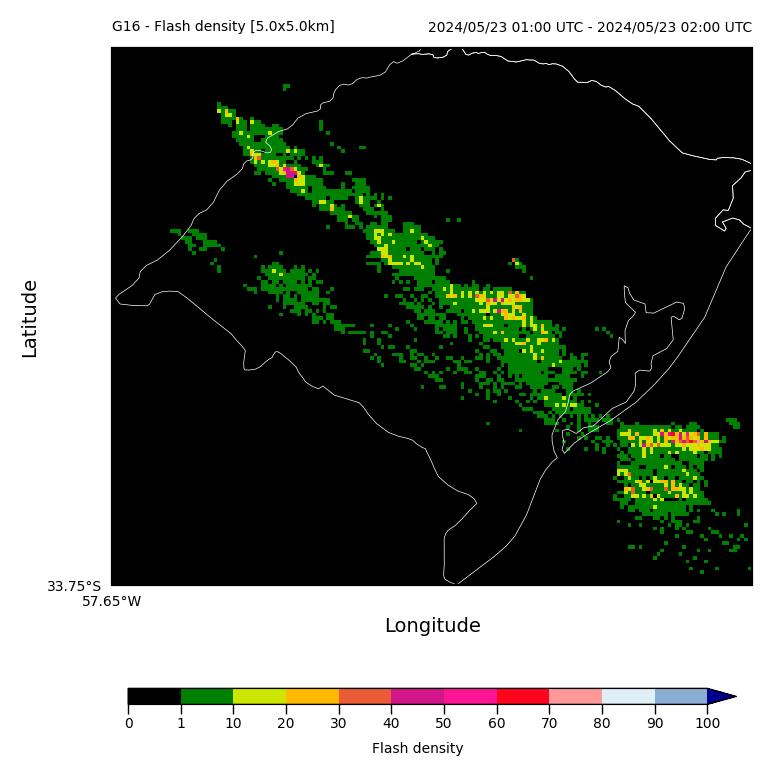 G16 - Flash density [5.0x5.0km]
2024/05/23 01:00 UTC - 2024/05/23 02:00 UTC
Latitude
33.75°S
57.65°W
Longitude
0 1 10 20 30 40 50 60 70 80 90 100
Flash density